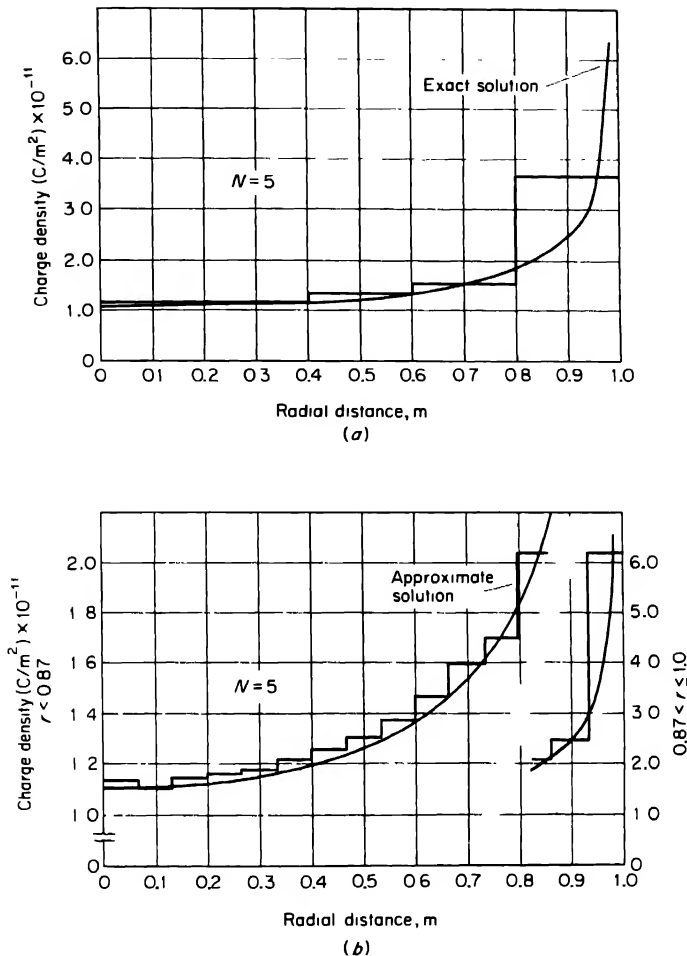 6.0
5 0
4.0
3 0
2.0
1.0
0
Charge density (C/m²) × 10⁻¹¹
Exact solution
N = 5
0 01 0.2 0 3 0.4 0.5 0.6 0 7 0 8 0.9 1.0
Radial distance, m
(a)
2.0
1.8
1.6
1.4
1.2
1 0
0
Charge density (C/m²) × 10⁻¹¹
r < 0 87
Approximate
solution
N = 5
6.0
5.0
4 0
3 0
2 0
1.0
0
0.87 < r ≤ 1.0
0 0.1 0.2 0.3 0.4 0.5 0.6 0.7 0.8 0.9 1.0
Radial distance, m
(b)